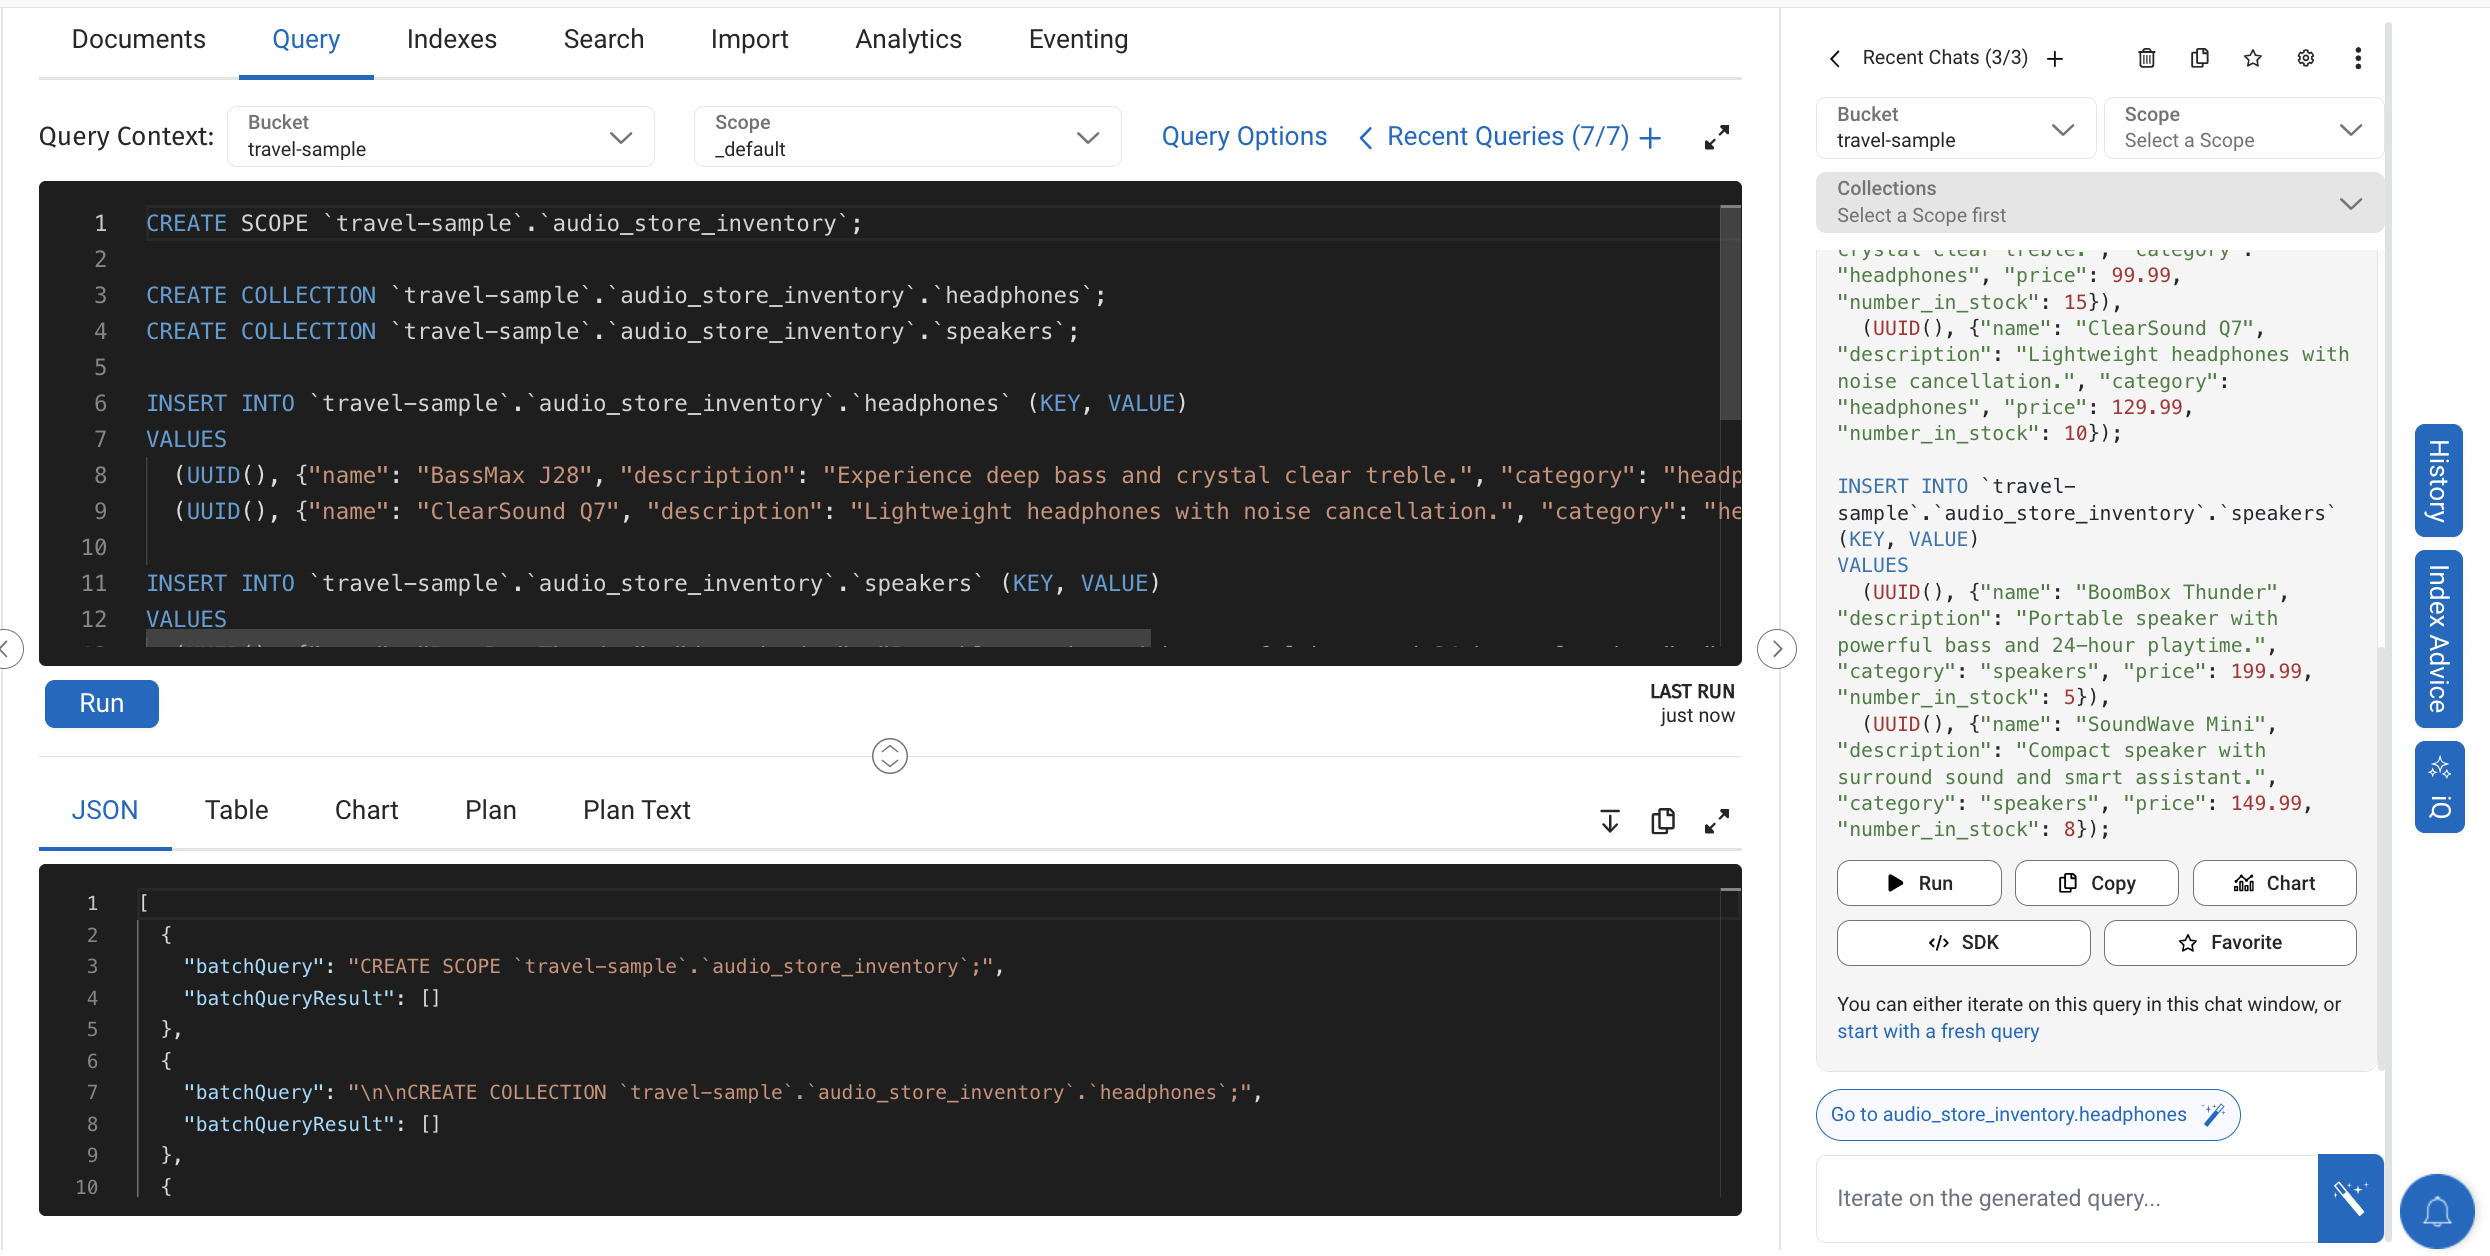 Documents
Query
Indexes
Search
Import
Analytics
Eventing
Query Context:
Bucket
travel-sample
Scope
_default
Query Options
Recent Queries (7/7) +
1 CREATE SCOPE `travel-sample`.`audio_store_inventory`;
2
3 CREATE COLLECTION `travel-sample`.`audio_store_inventory`.`headphones`;
4 CREATE COLLECTION `travel-sample`.`audio_store_inventory`.`speakers`;
5
6 INSERT INTO `travel-sample`.`audio_store_inventory`.`headphones` (KEY, VALUE)
7 VALUES
8 (UUID(), {"name": "BassMax J28", "description": "Experience deep bass and crystal clear treble.", "category": "headp
9 (UUID(), {"name": "ClearSound Q7", "description": "Lightweight headphones with noise cancellation.", "category": "he
10
11 INSERT INTO `travel-sample`.`audio_store_inventory`.`speakers` (KEY, VALUE)
12 VALUES
Run
LAST RUN
just now
JSON
Table
Chart
Plan
Plan Text
1 [
2 {
3 "batchQuery": "CREATE SCOPE `travel-sample`.`audio_store_inventory`;",
4 "batchQueryResult": []
5 },
6 {
7 "batchQuery": "\n\nCREATE COLLECTION `travel-sample`.`audio_store_inventory`.`headphones`;",
8 "batchQueryResult": []
9 },
10 {
Recent Chats (3/3) +
Bucket
travel-sample
Scope
Select a Scope
Collections
Select a Scope first
crystal clear treble.", "category":
"headphones", "price": 99.99,
"number_in_stock": 15}),
(UUID(), {"name": "ClearSound Q7",
"description": "Lightweight headphones with
noise cancellation.", "category":
"headphones", "price": 129.99,
"number_in_stock": 10});
INSERT INTO `travel-
sample`.`audio_store_inventory`.`speakers`
(KEY, VALUE)
VALUES
(UUID(), {"name": "BoomBox Thunder",
"description": "Portable speaker with
powerful bass and 24-hour playtime.",
"category": "speakers", "price": 199.99,
"number_in_stock": 5}),
(UUID(), {"name": "SoundWave Mini",
"description": "Compact speaker with
surround sound and smart assistant.",
"category": "speakers", "price": 149.99,
"number_in_stock": 8});
Run
Copy
Chart
</> SDK
Favorite
You can either iterate on this query in this chat window, or
start with a fresh query
Go to audio_store_inventory.headphones
Iterate on the generated query...
History
Index Advice
iQ